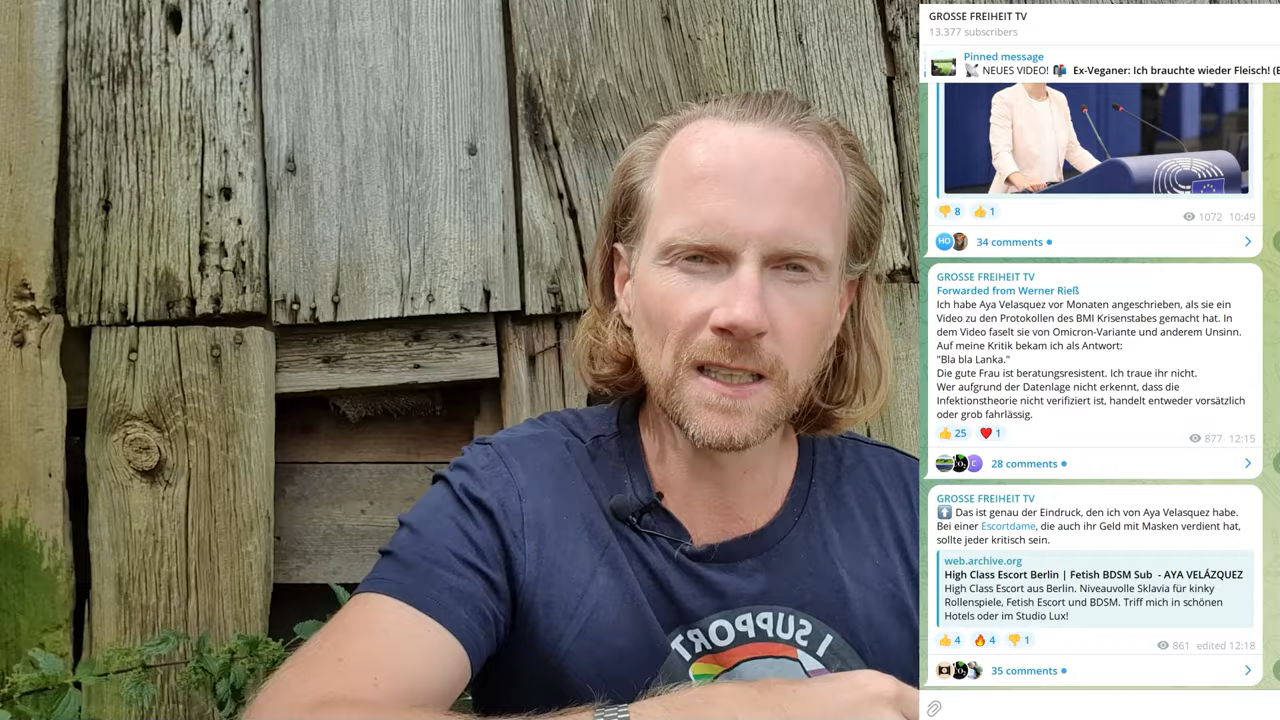 GROSSE FREIHEIT TV
13.377 subscribers
Pinned message
NEUES VIDEO! Ex-Veganer: Ich brauchte wieder Fleisch! (E
8 1 1072 10:49
HO 34 comments
GROSSE FREIHEIT TV
Forwarded from Werner Rieß
Ich habe Aya Velasquez vor Monaten angeschrieben, als sie ein
Video zu den Protokollen des BMI Krisenstabes gemacht hat. In
dem Video faselt sie von Omicron-Variante und anderem Unsinn.
Auf meine Kritik bekam ich als Antwort:
"Bla bla Lanka."
Die gute Frau ist beratungsresistent. Ich traue ihr nicht.
Wer aufgrund der Datenlage nicht erkennt, dass die
Infektionstheorie nicht verifiziert ist, handelt entweder vorsätzlich
oder grob fahrlässig.
25 1 877 12:15
C 28 comments
GROSSE FREIHEIT TV
Das ist genau der Eindruck, den ich von Aya Velasquez habe.
Bei einer Escortdame, die auch ihr Geld mit Masken verdient hat,
sollte jeder kritisch sein.
web.archive.org
High Class Escort Berlin | Fetish BDSM Sub - AYA VELÁZQUEZ
High Class Escort aus Berlin. Niveauvolle Sklavia für kinky
Rollenspiele, Fetish Escort und BDSM. Triff mich in schönen
Hotels oder im Studio Lux!
4 4 1 861 edited 12:18
35 comments
I SUPPORT